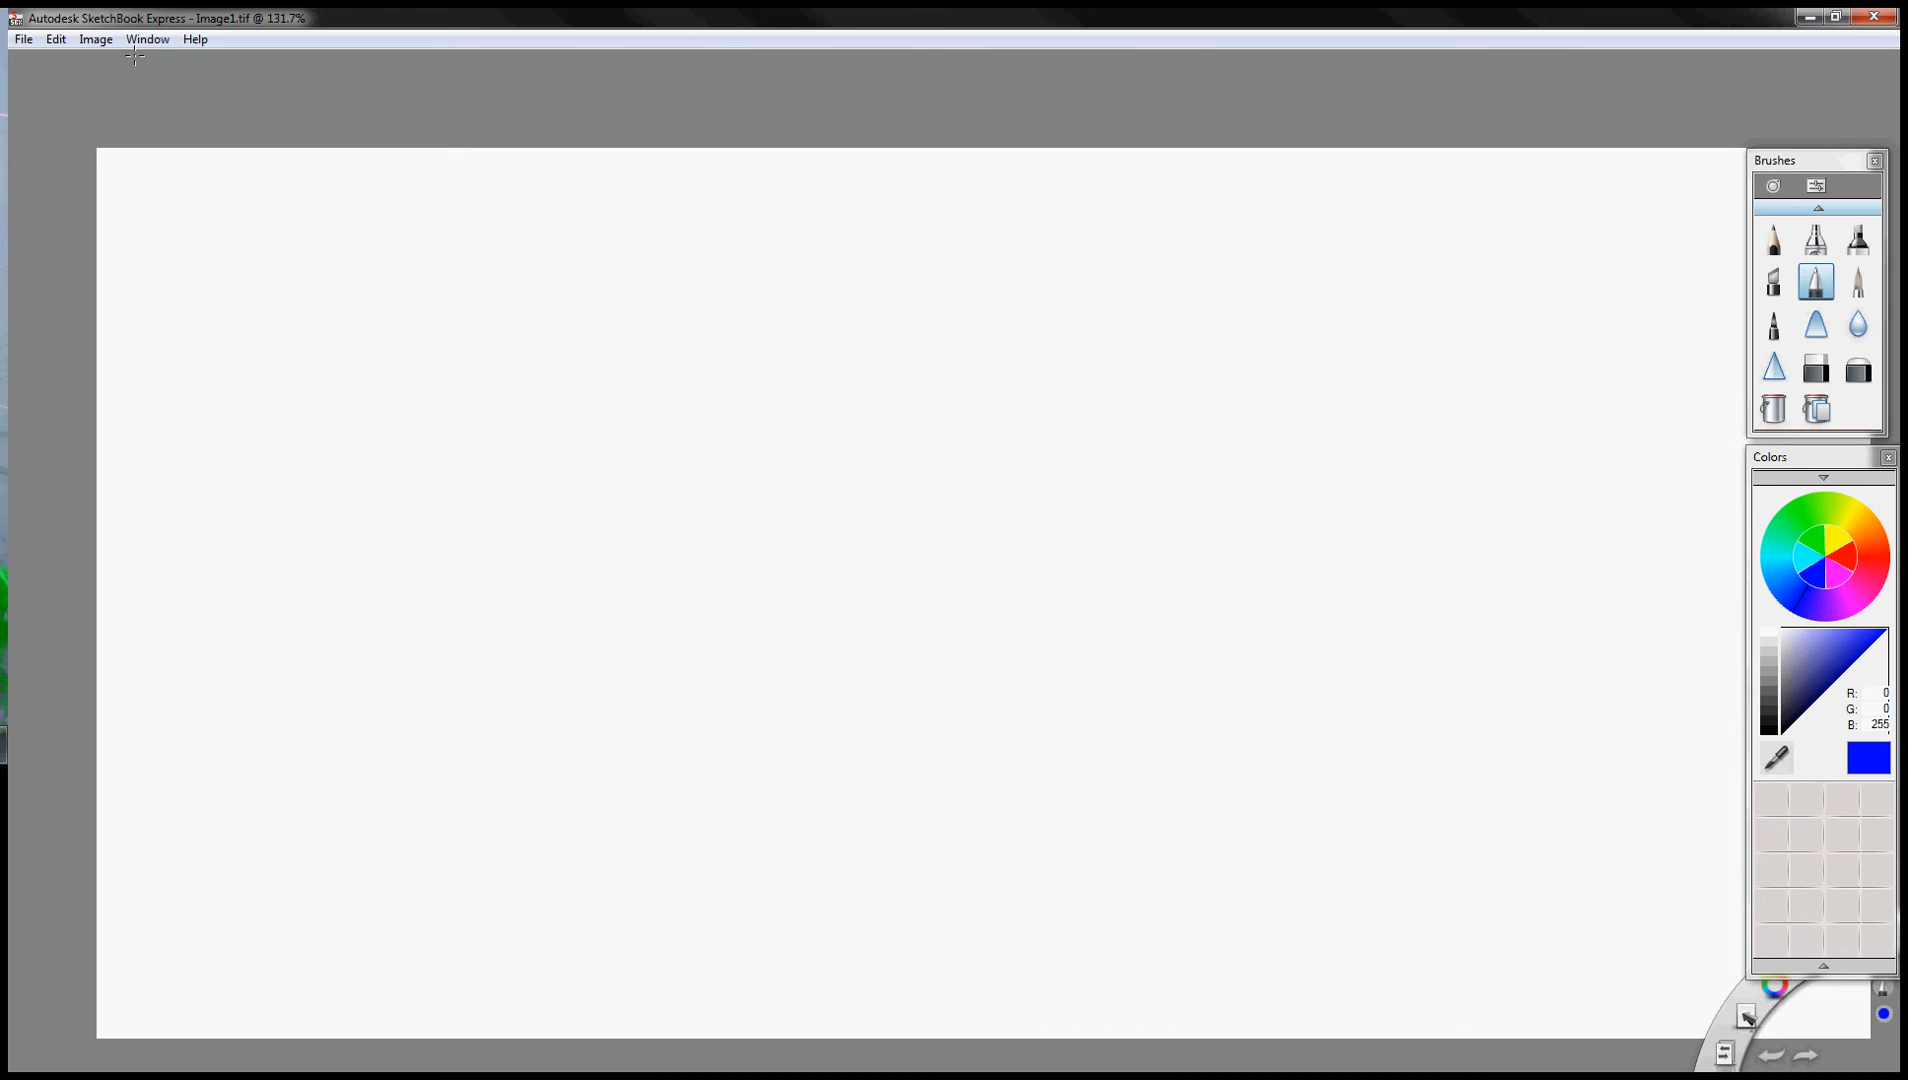 Autodesk SketchBook Express - Image1.tif @ 131.7%
File Edit Image Window Help
Brushes
Colors
R: 0
G: 0
B: 255